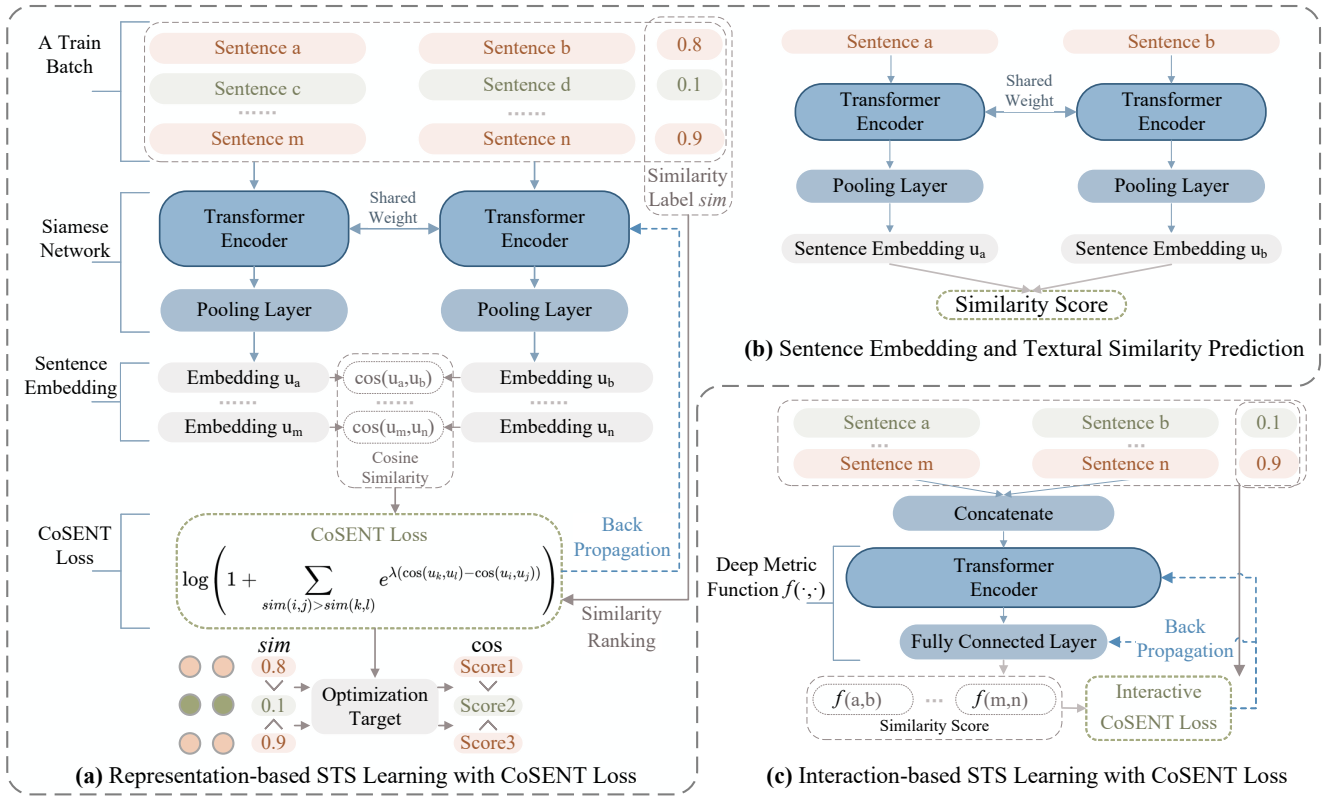 A Train
Batch
Sentence a
Sentence b
0.8
Sentence c
Sentence d
0.1
......
......
Sentence m
Sentence n
0.9
Similarity
Label sim
Siamese
Network
Transformer
Encoder
Shared
Weight
Transformer
Encoder
Pooling Layer
Pooling Layer
Sentence
Embedding
Embedding u_a
cos(u_a,u_b)
Embedding u_b
......
......
......
Embedding u_m
cos(u_m,u_n)
Embedding u_n
Cosine
Similarity
CoSENT
Loss
CoSENT Loss
log(1 + ∑_{sim(i,j)>sim(k,l)} e^{λ(cos(u_k,u_l)−cos(u_i,u_j))})
Back
Propagation
Similarity
Ranking
sim
cos
0.8
Score1
0.1
Optimization
Target
Score2
0.9
Score3
(a) Representation-based STS Learning with CoSENT Loss
Sentence a
Sentence b
Transformer
Encoder
Shared
Weight
Transformer
Encoder
Pooling Layer
Pooling Layer
Sentence Embedding u_a
Sentence Embedding u_b
Similarity Score
(b) Sentence Embedding and Textural Similarity Prediction
Sentence a
Sentence b
0.1
...
...
Sentence m
Sentence n
0.9
Concatenate
Deep Metric
Function f(·,·)
Transformer
Encoder
Fully Connected Layer
Back
Propagation
f(a,b)
...
f(m,n)
Similarity Score
Interactive
CoSENT Loss
(c) Interaction-based STS Learning with CoSENT Loss